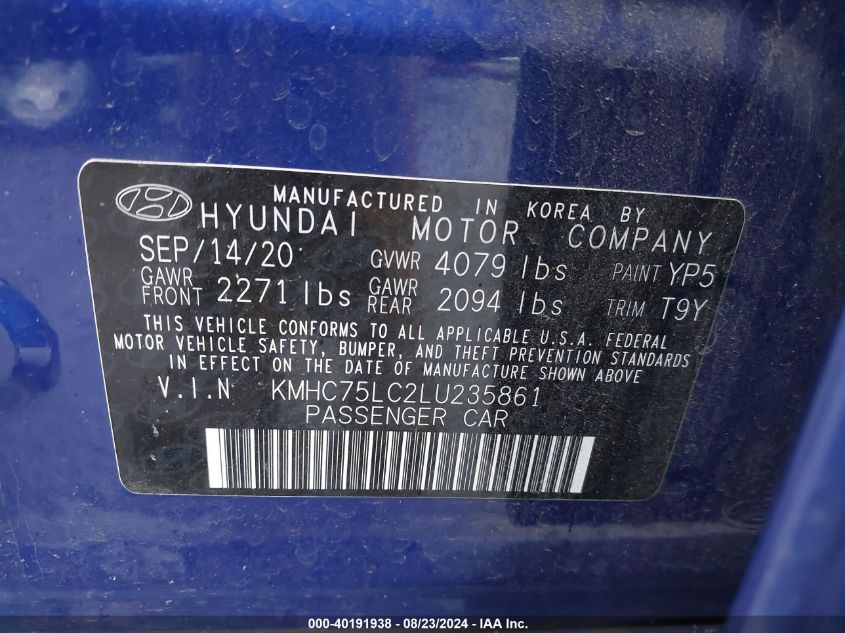 MANUFACTURED IN KOREA BY
HYUNDAI MOTOR COMPANY
SEP/14/20 GVWR 4079 lbs PAINT YP5
GAWR FRONT 2271 lbs GAWR REAR 2094 lbs TRIM T9Y
THIS VEHICLE CONFORMS TO ALL APPLICABLE U.S.A. FEDERAL
MOTOR VEHICLE SAFETY, BUMPER, AND THEFT PREVENTION STANDARDS
IN EFFECT ON THE DATE OF MANUFACTURE SHOWN ABOVE
V.I.N KMHC75LC2LU235861
PASSENGER CAR
000-40191938 - 08/23/2024 - IAA Inc.